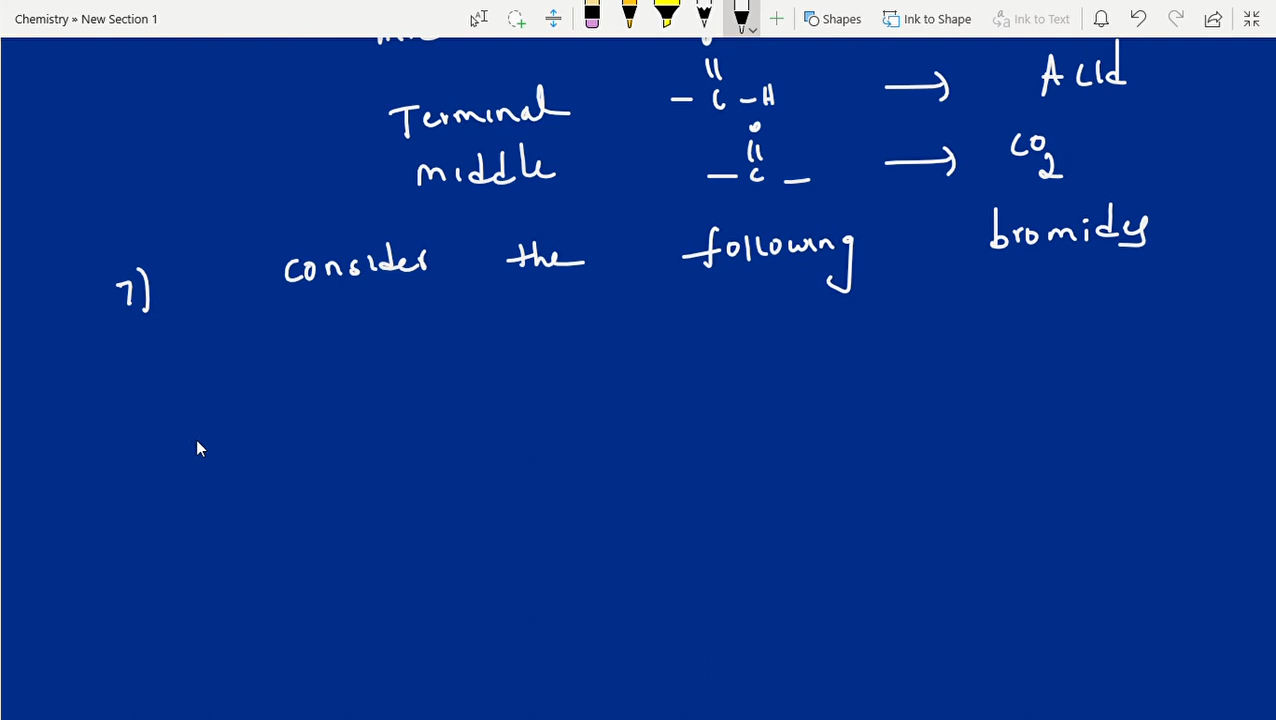 Chemistry » New Section 1
Shapes
Ink to Shape
Ink to Text
O
||
— C — H → Acid
Terminal
O
||
middle — C — → CO2
7) consider the following bromides